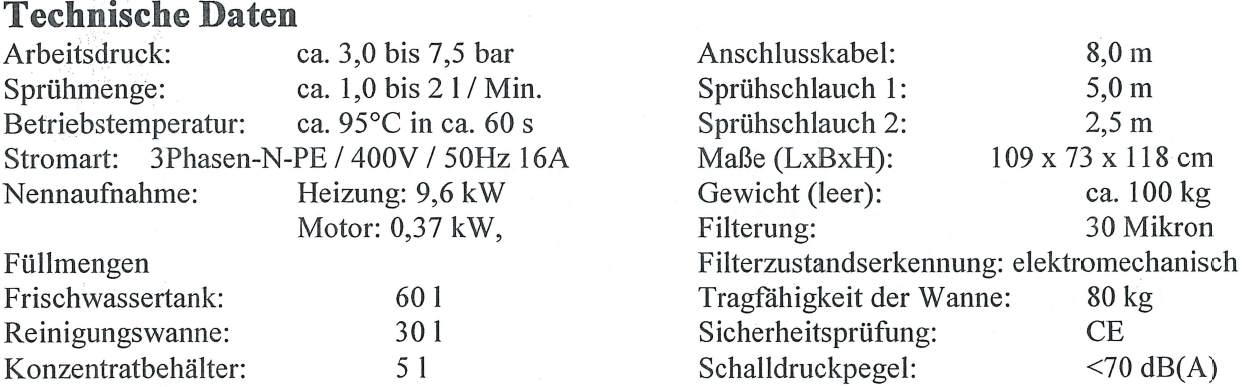 Technische Daten
Arbeitsdruck: ca. 3,0 bis 7,5 bar
Sprühmenge: ca. 1,0 bis 2 l / Min.
Betriebstemperatur: ca. 95°C in ca. 60 s
Stromart: 3Phasen-N-PE / 400V / 50Hz 16A
Nennaufnahme: Heizung: 9,6 kW
Motor: 0,37 kW,
Füllmengen
Frischwassertank: 60 l
Reinigungswanne: 30 l
Konzentratbehälter: 5 l
Anschlusskabel: 8,0 m
Sprühschlauch 1: 5,0 m
Sprühschlauch 2: 2,5 m
Maße (LxBxH): 109 x 73 x 118 cm
Gewicht (leer): ca. 100 kg
Filterung: 30 Mikron
Filterzustandserkennung: elektromechanisch
Tragfähigkeit der Wanne: 80 kg
Sicherheitsprüfung: CE
Schalldruckpegel: <70 dB(A)